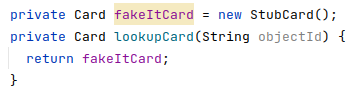 private Card fakeItCard = new StubCard();
private Card lookupCard(String objectId) {
  return fakeItCard;
}